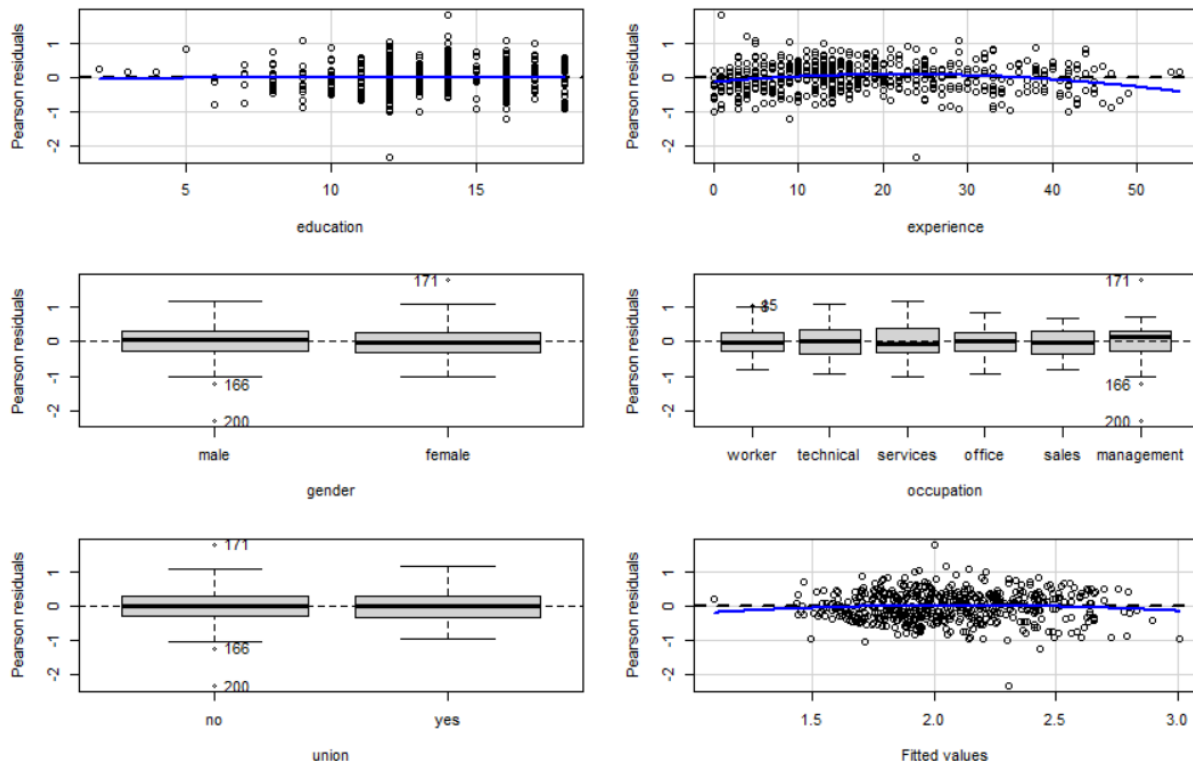 Pearson residuals
-2 -1 0 1
5 10 15
education
Pearson residuals
-2 -1 0 1
0 10 20 30 40 50
experience
Pearson residuals
-2 -1 0 1
171
166
200
male female
gender
Pearson residuals
-2 -1 0 1
171
166
200
worker technical services office sales management
occupation
Pearson residuals
-2 -1 0 1
171
166
200
no yes
union
Pearson residuals
-2 -1 0 1
1.5 2.0 2.5 3.0
Fitted values